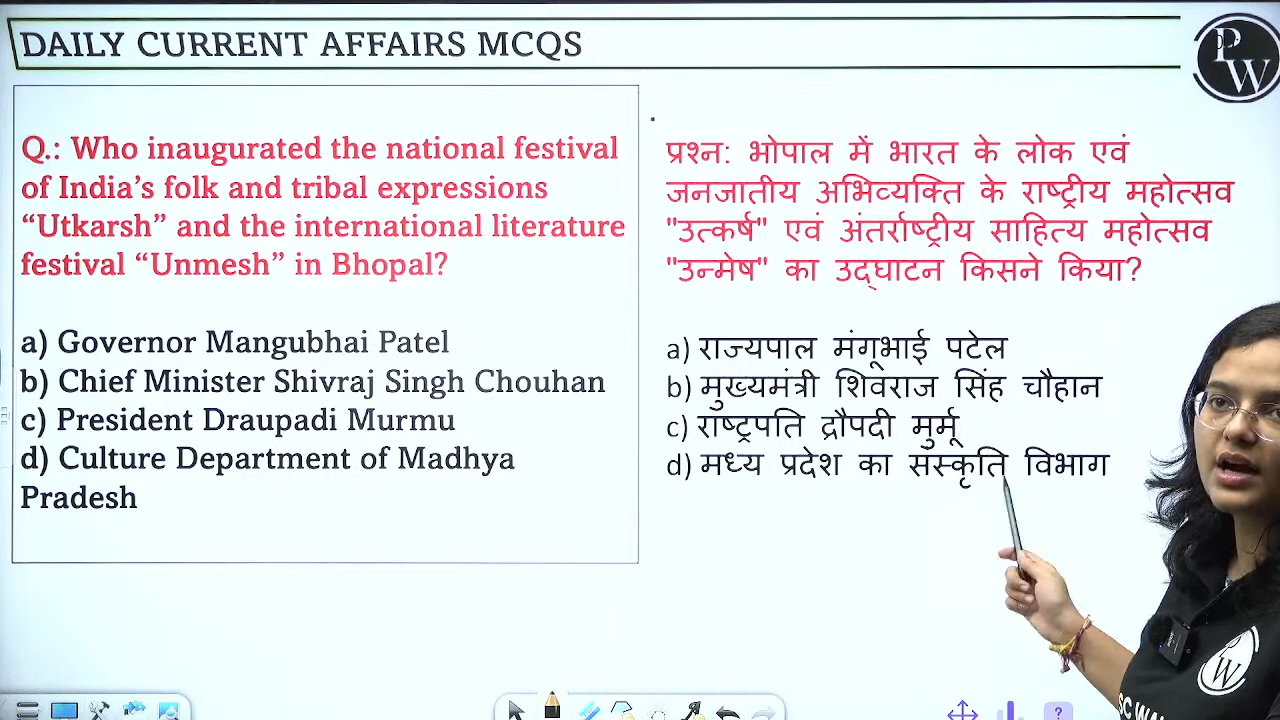 DAILY CURRENT AFFAIRS MCQS
PW
Q.: Who inaugurated the national festival
of India’s folk and tribal expressions
“Utkarsh” and the international literature
festival “Unmesh” in Bhopal?
a) Governor Mangubhai Patel
b) Chief Minister Shivraj Singh Chouhan
c) President Draupadi Murmu
d) Culture Department of Madhya
Pradesh
प्रश्न: भोपाल में भारत के लोक एवं
जनजातीय अभिव्यक्ति के राष्ट्रीय महोत्सव
"उत्कर्ष" एवं अंतर्राष्ट्रीय साहित्य महोत्सव
"उन्मेष" का उद्घाटन किसने किया?
a) राज्यपाल मंगूभाई पटेल
b) मुख्यमंत्री शिवराज सिंह चौहान
c) राष्ट्रपति द्रौपदी मुर्मू
d) मध्य प्रदेश का संस्कृति विभाग